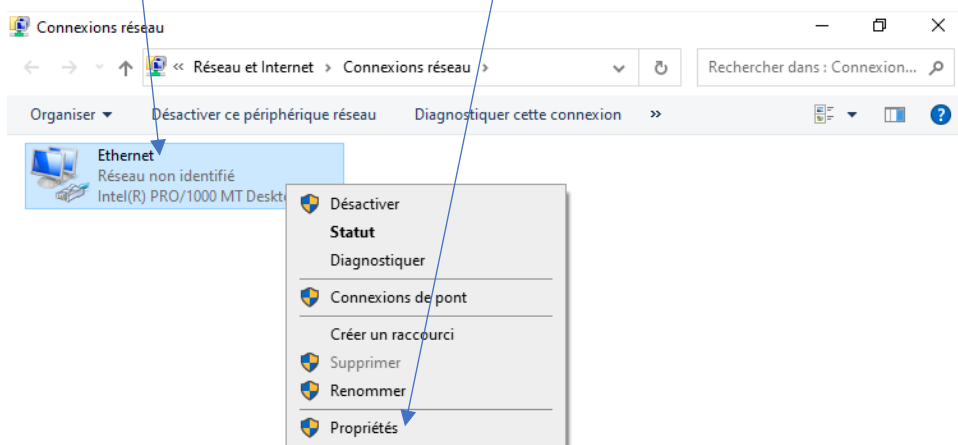 Connexions réseau
« Réseau et Internet > Connexions réseau >
Rechercher dans : Connexion...
Organiser Désactiver ce périphérique réseau Diagnostiquer cette connexion »
Ethernet
Réseau non identifié
Intel(R) PRO/1000 MT Deskt
Désactiver
Statut
Diagnostiquer
Connexions de pont
Créer un raccourci
Supprimer
Renommer
Propriétés